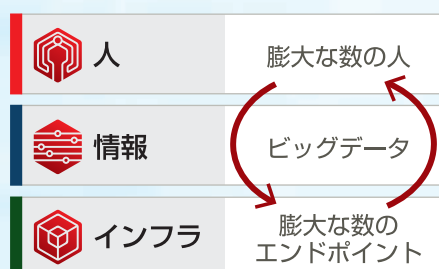 人
膨大な数の人
情報
ビッグデータ
インフラ
膨大な数の
エンドポイント